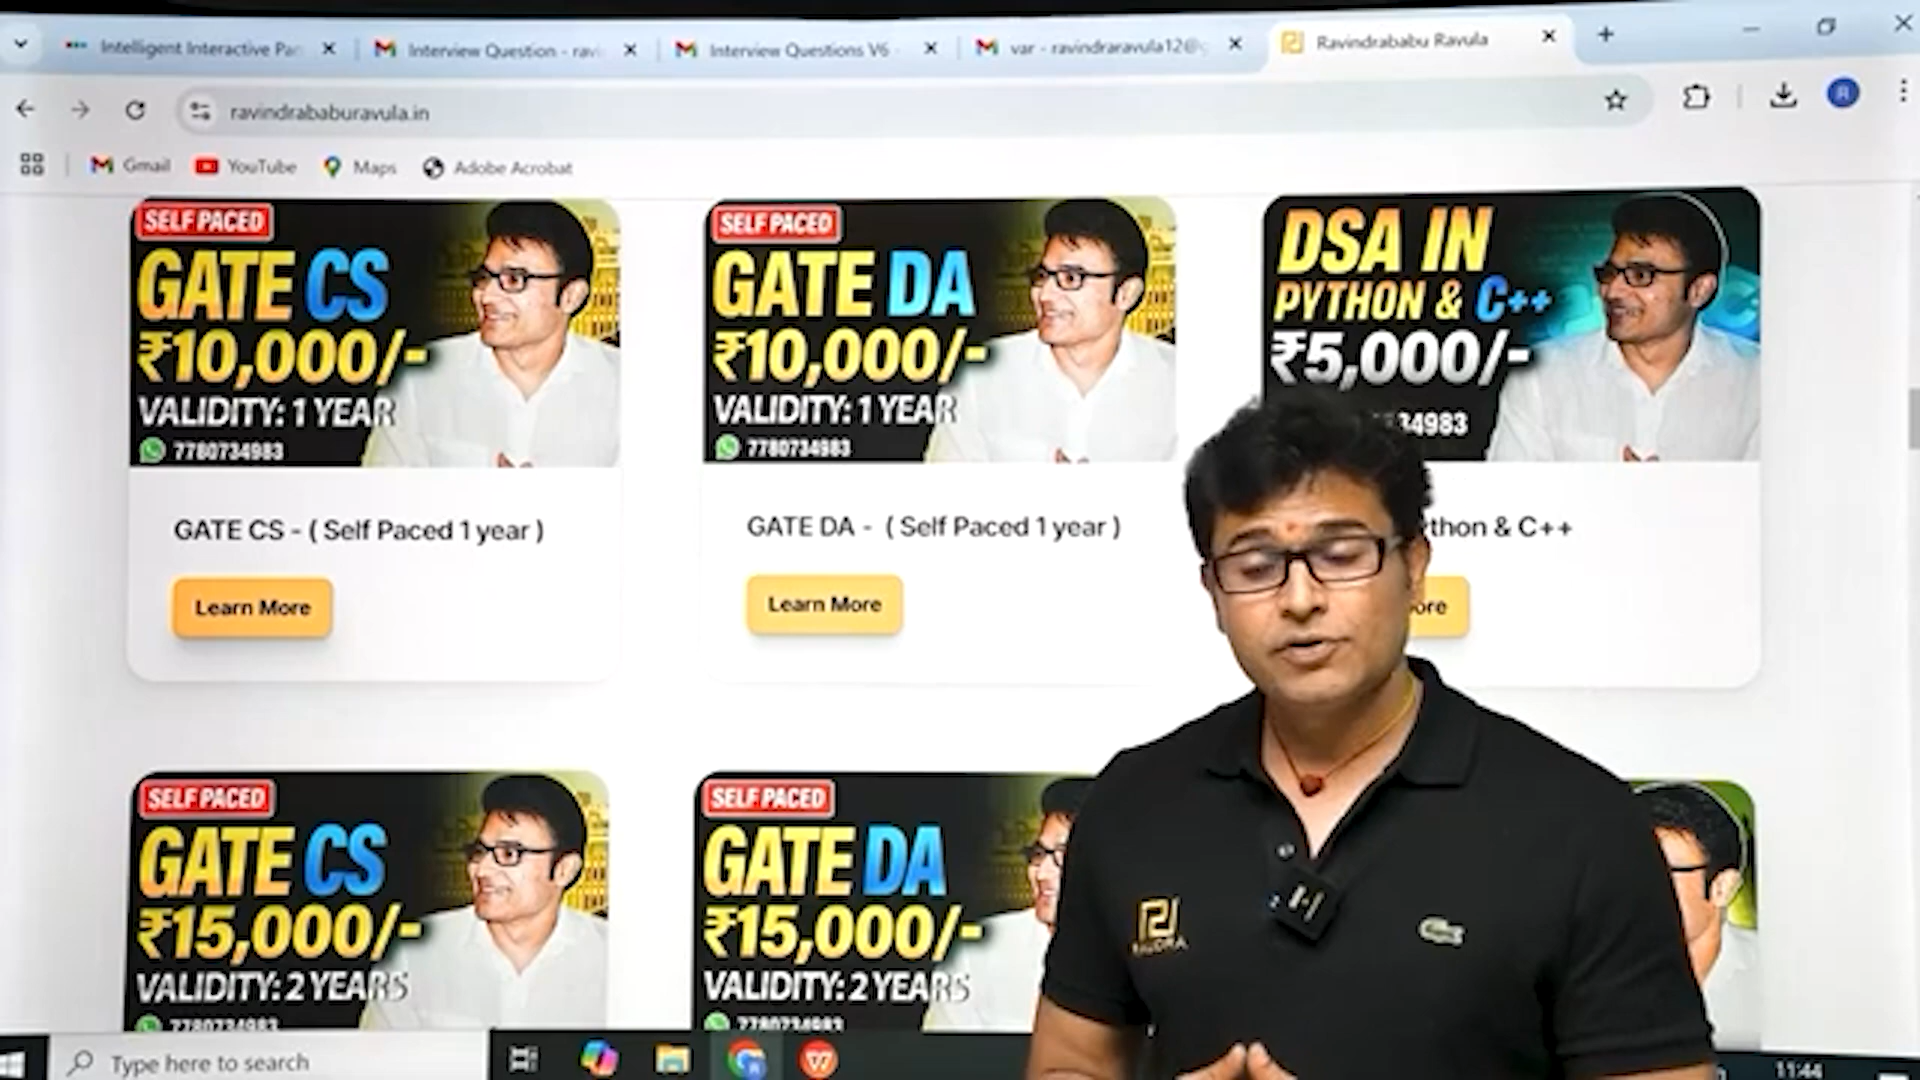 Intelligent Interactive Pan
Interview Question - ravi
Interview Questions V6 -
var - ravindraravula12@g
Ravindrababu Ravula
ravindrababuravula.in
R
Gmail
YouTube
Maps
Adobe Acrobat
SELF PACED
GATE CS
₹10,000/-
VALIDITY: 1 YEAR
7780734983
GATE CS - ( Self Paced 1 year )
Learn More
SELF PACED
GATE DA
₹10,000/-
VALIDITY: 1 YEAR
7780734983
GATE DA - ( Self Paced 1 year )
Learn More
DSA IN
PYTHON & C++
₹5,000/-
34983
thon & C++
ore
SELF PACED
GATE CS
₹15,000/-
VALIDITY: 2 YEARS
7780734983
SELF PACED
GATE DA
₹15,000/-
VALIDITY: 2 YEARS
7780734983
RUDRA
Type here to search
11:44